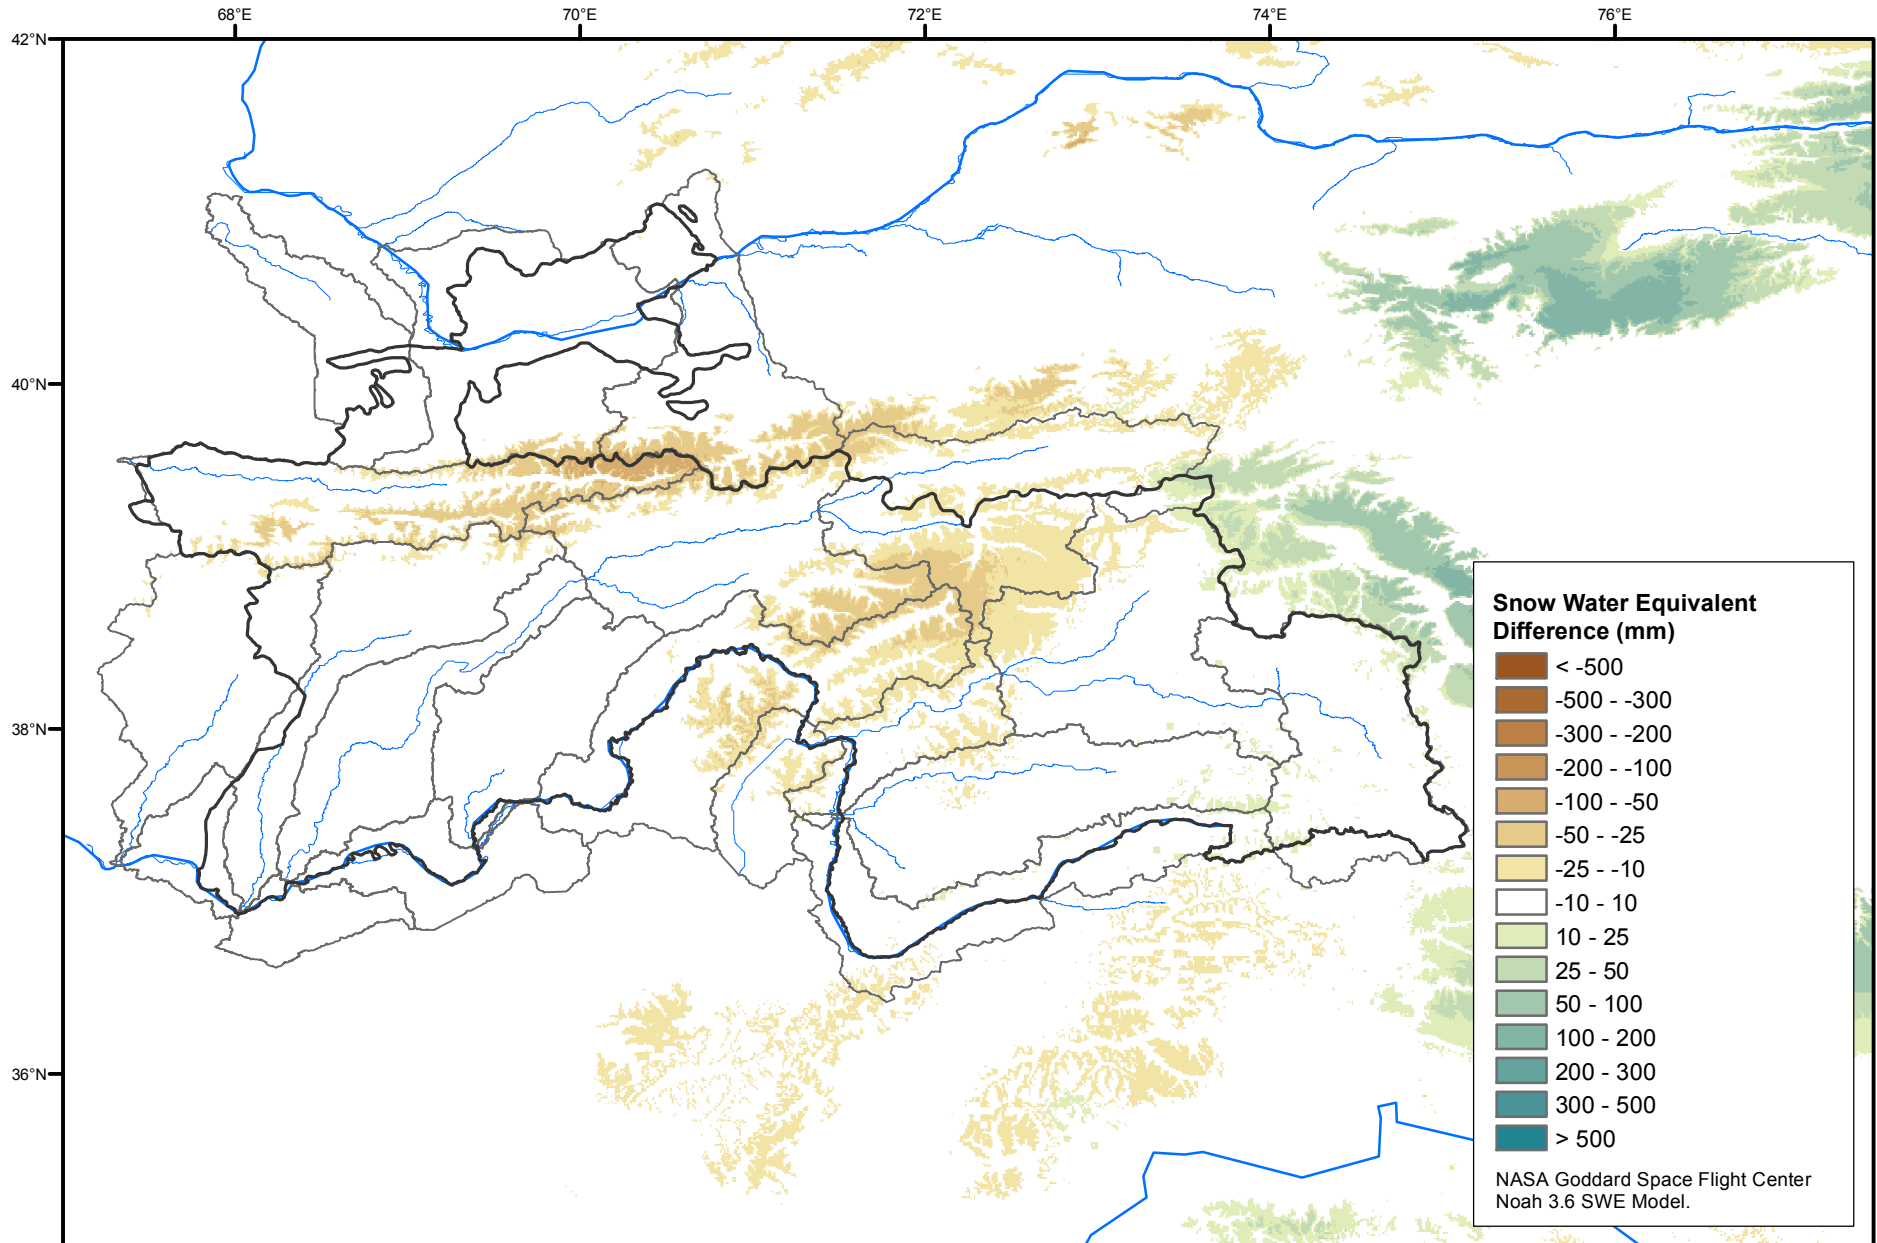 68°E 70°E 72°E 74°E 76°E
42°N
40°N
38°N
36°N
Snow Water Equivalent
Difference (mm)
< -500
-500 - -300
-300 - -200
-200 - -100
-100 - -50
-50 - -25
-25 - -10
-10 - 10
10 - 25
25 - 50
50 - 100
100 - 200
200 - 300
300 - 500
> 500
NASA Goddard Space Flight Center
Noah 3.6 SWE Model.